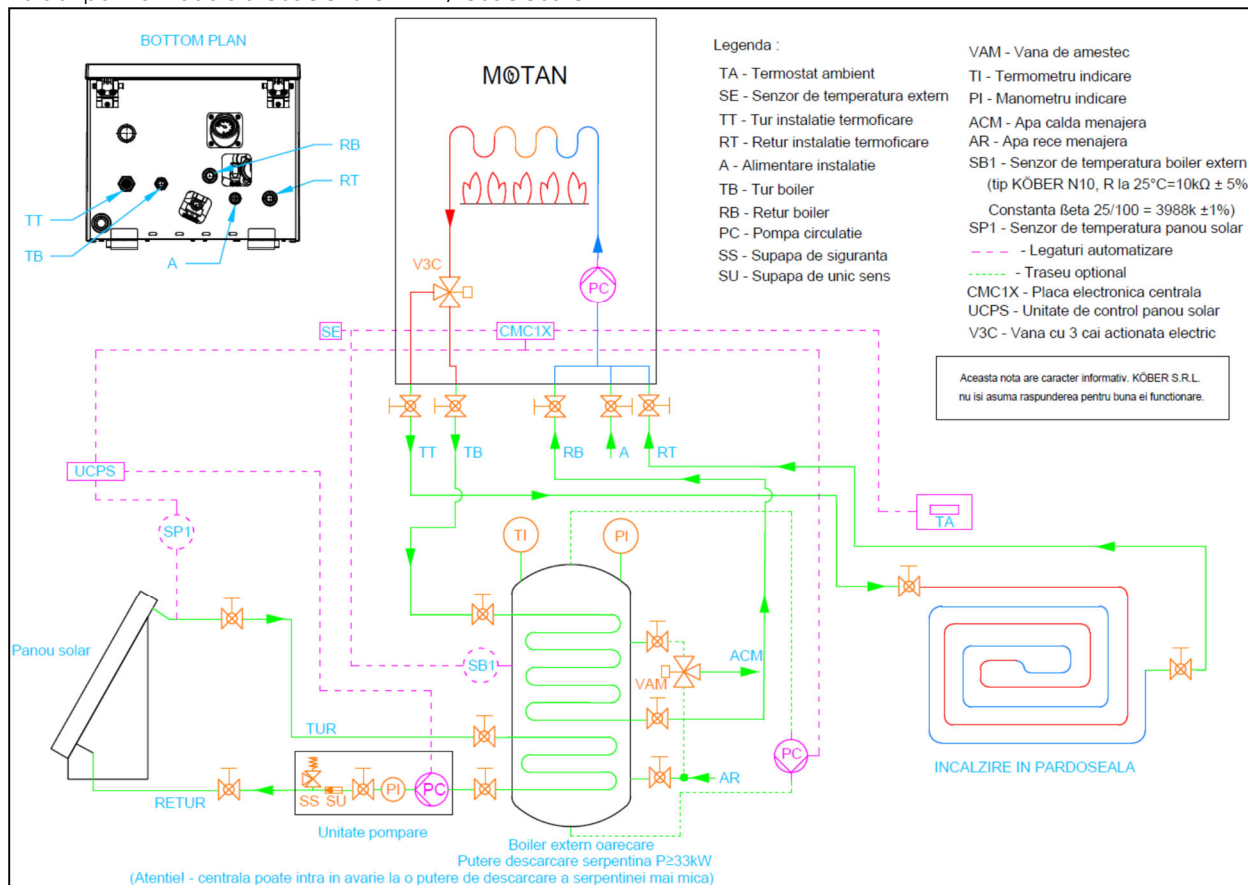 BOTTOM PLAN
RB
RT
TT
TB
A
MOTAN
V3C
PC
SE
CMC1X
TT
TB
RB
A
RT
Legenda :
TA - Termostat ambient
SE - Senzor de temperatura extern
TT - Tur instalatie termoficare
RT - Retur instalatie termoficare
A - Alimentare instalatie
TB - Tur boiler
RB - Retur boiler
PC - Pompa circulatie
SS - Supapa de siguranta
SU - Supapa de unic sens
VAM - Vana de amestec
TI - Termometru indicare
PI - Manometru indicare
ACM - Apa calda menajera
AR - Apa rece menajera
SB1 - Senzor de temperatura boiler extern
(tip KÖBER N10, R la 25°C=10kΩ ± 5%
Constanta ßeta 25/100 = 3988k ±1%)
SP1 - Senzor de temperatura panou solar
- Legaturi automatizare
- Traseu optional
CMC1X - Placa electronica centrala
UCPS - Unitate de control panou solar
V3C - Vana cu 3 cai actionata electric
Aceasta nota are caracter informativ. KÖBER S.R.L.
nu isi asuma raspunderea pentru buna ei functionare.
UCPS
SP1
TA
TI
PI
Panou solar
SB1
VAM
ACM
TUR
RETUR
SS
SU
PI
PC
Unitate pompare
PC
AR
INCALZIRE IN PARDOSEALA
Boiler extern oarecare
Putere descarcare serpentina P≥33kW
(Atentie! - centrala poate intra in avarie la o putere de descarcare a serpentinei mai mica)